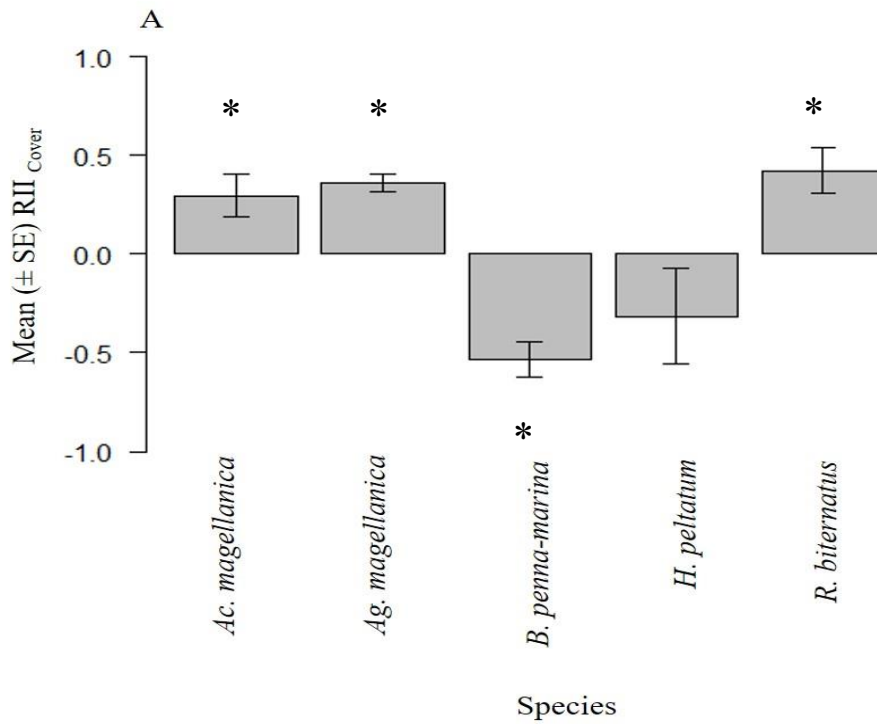 A
1.0
0.5
0.0
-0.5
-1.0
Mean (± SE) RII Cover
*
*
*
*
Ac. magellanica
Ag. magellanica
B. penna-marina
H. peltatum
R. biternatus
Species